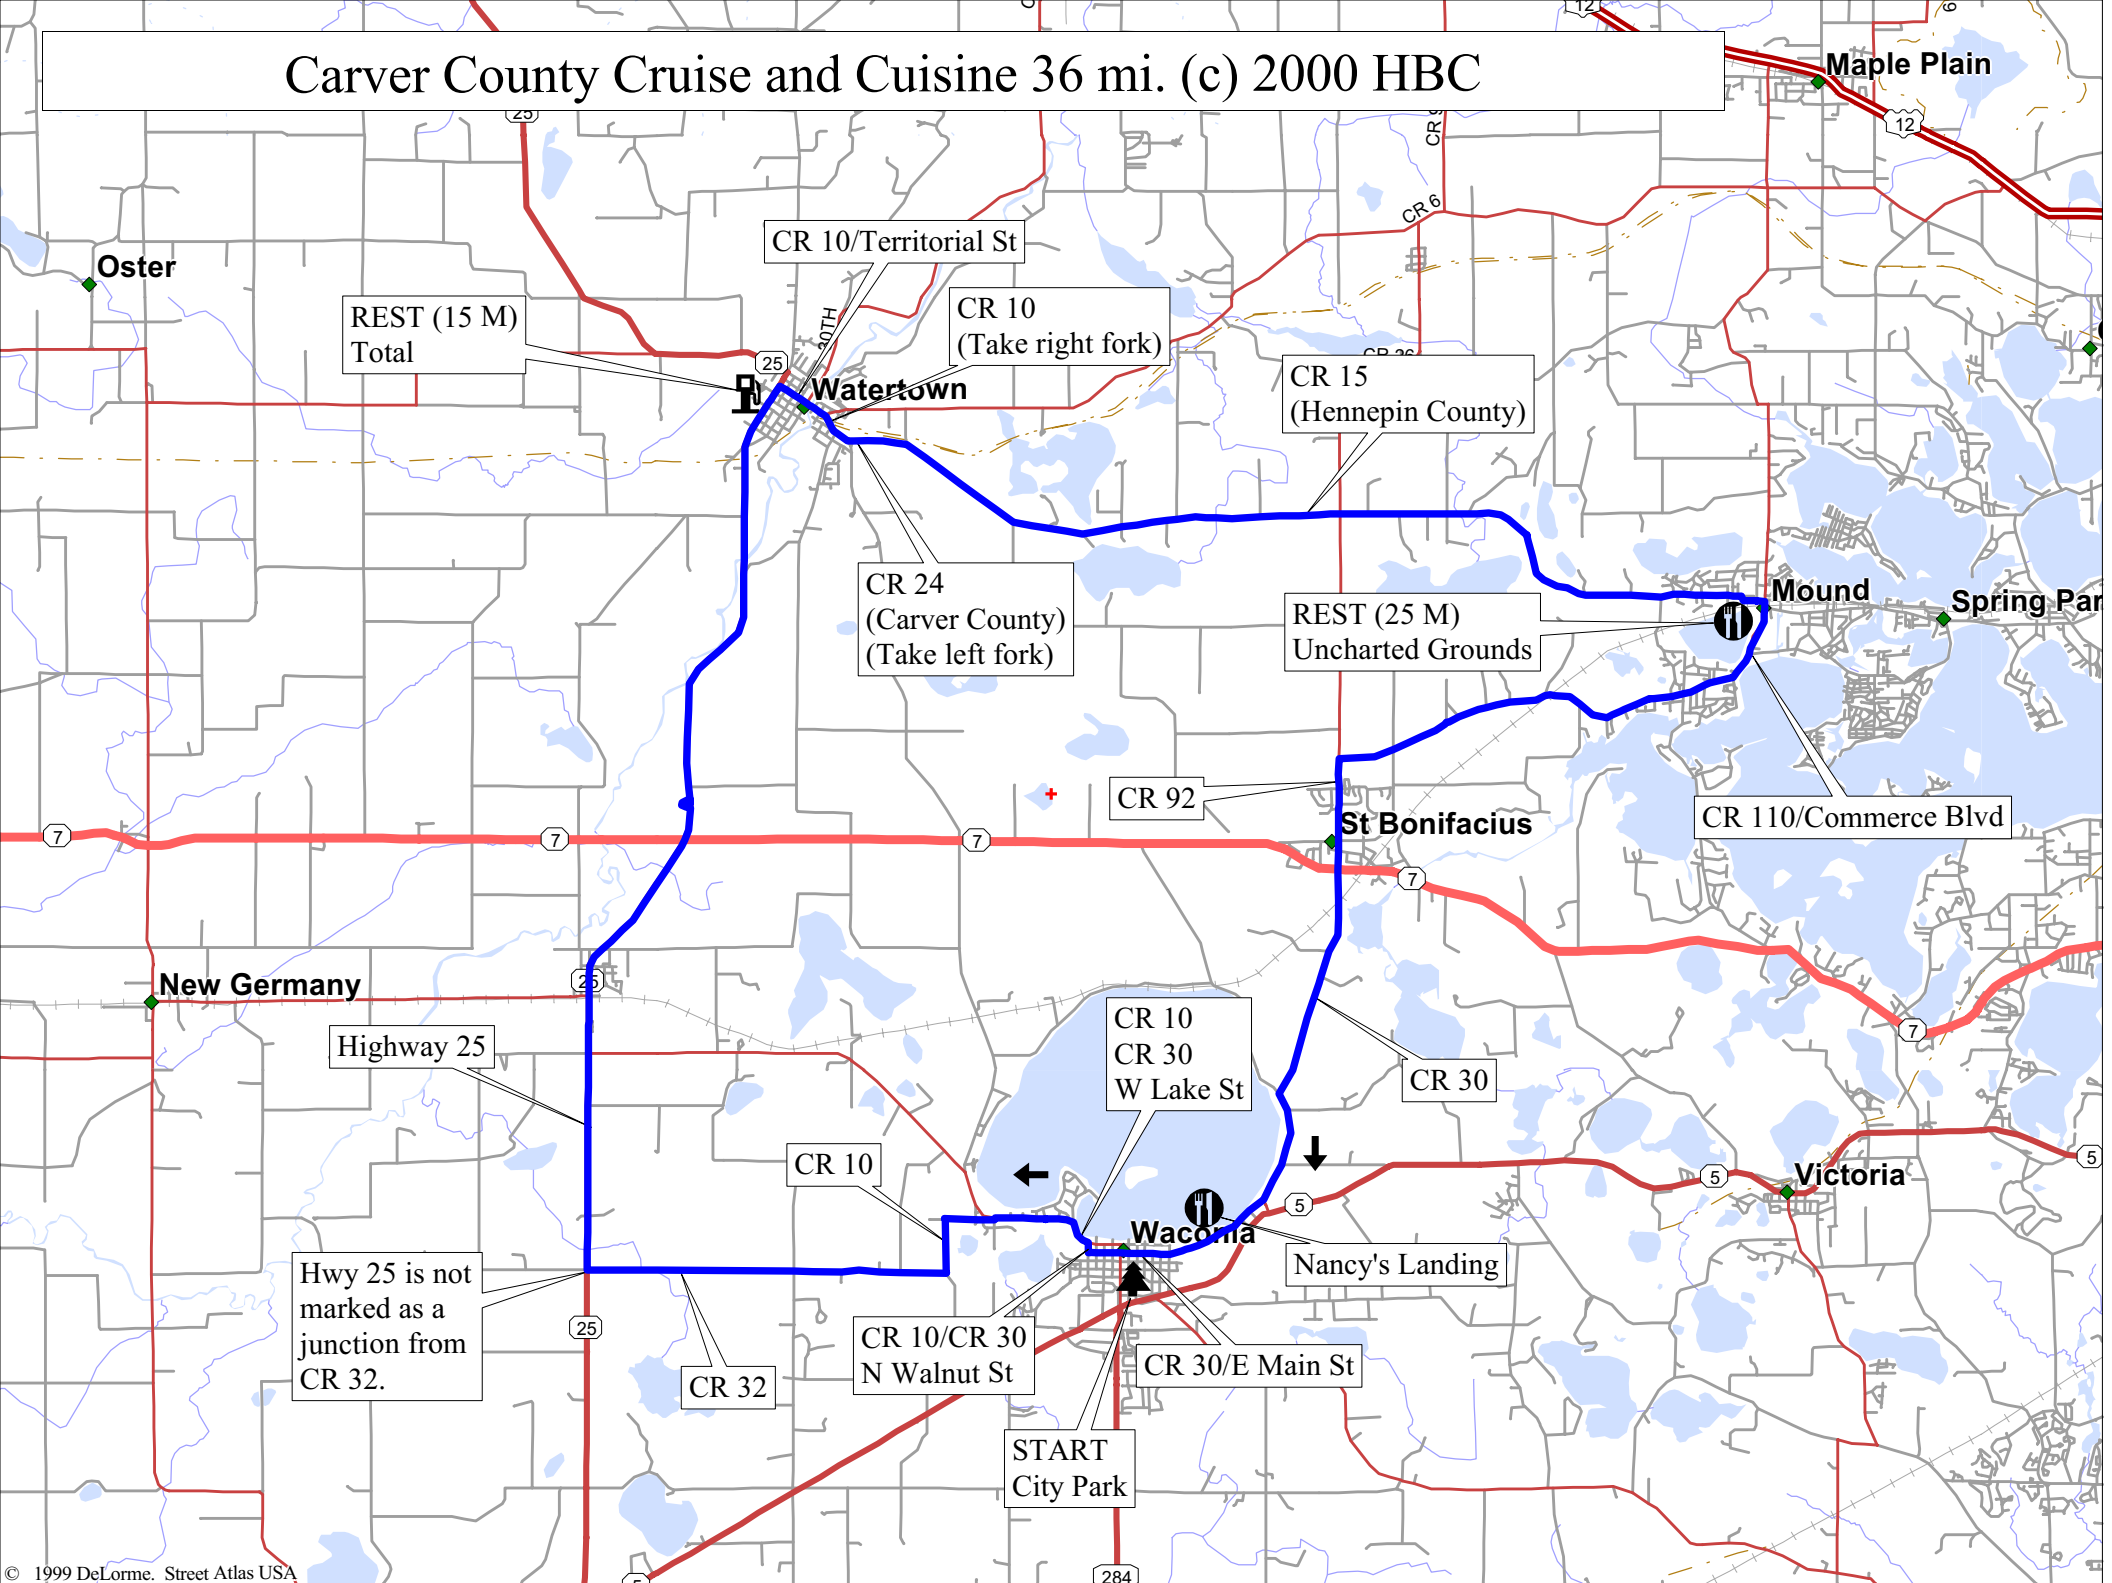 12
Carver County Cruise and Cuisine 36 mi. (c) 2000 HBC
Maple Plain
12
25
CR 6
CR 10/Territorial St
Oster
REST (15 M)
Total
CR 10
(Take right fork)
25
Watertown
CR 15
(Hennepin County)
CR 24
(Carver County)
(Take left fork)
REST (25 M)
Uncharted Grounds
Mound
Spring Par
CR 92
St Bonifacius
CR 110/Commerce Blvd
7
7
7
7
New Germany
25
Highway 25
CR 10
CR 30
W Lake St
CR 30
7
CR 10
5
5
5
Victoria
Waconia
Nancy's Landing
Hwy 25 is not
marked as a
junction from
CR 32.
25
CR 32
CR 10/CR 30
N Walnut St
CR 30/E Main St
START
City Park
284
© 1999 DeLorme. Street Atlas USA